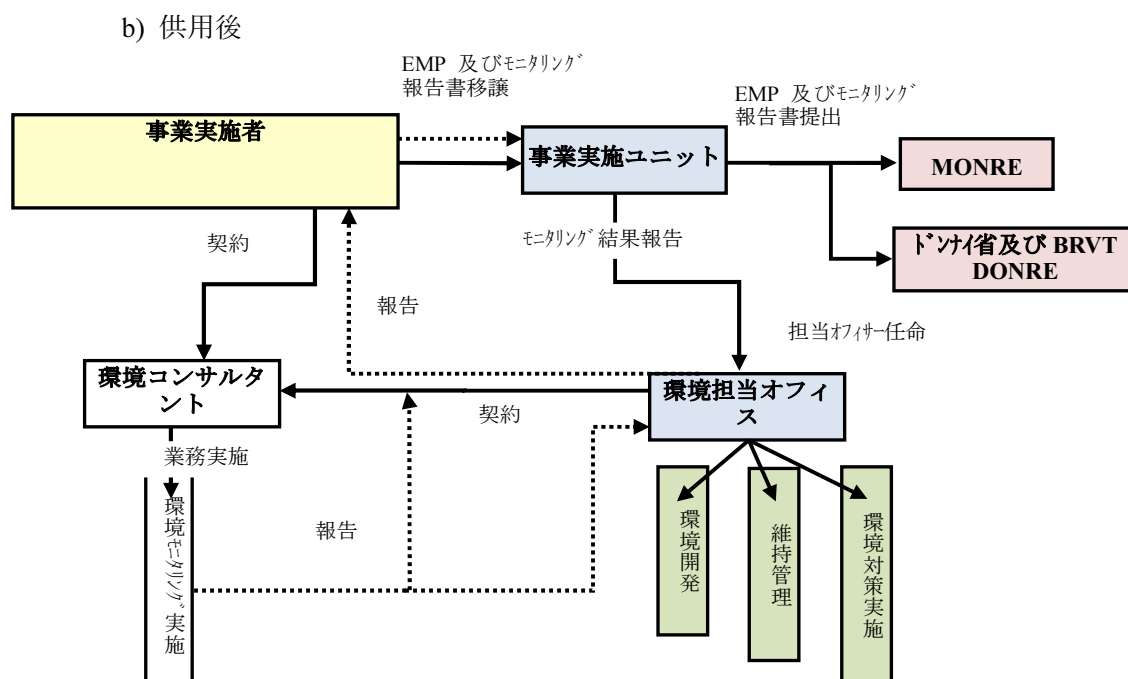 b) 供用後
EMP 及びﾓﾆﾀﾘﾝｸﾞ
報告書移譲
EMP 及びﾓﾆﾀﾘﾝｸﾞ
報告書提出
事業実施者
事業実施ユニット
MONRE
契約
ﾓﾆﾀﾘﾝｸﾞ結果報告
ﾄﾞﾝﾅｲ省及び BRVT
DONRE
報告
担当ｵﾌｨｻー任命
環境コンサルタ
ント
契約
環境担当オフィ
ス
業務実施
環境ﾓﾆﾀﾘﾝｸﾞ実施
報告
環境開発
維持管理
環境対策実施